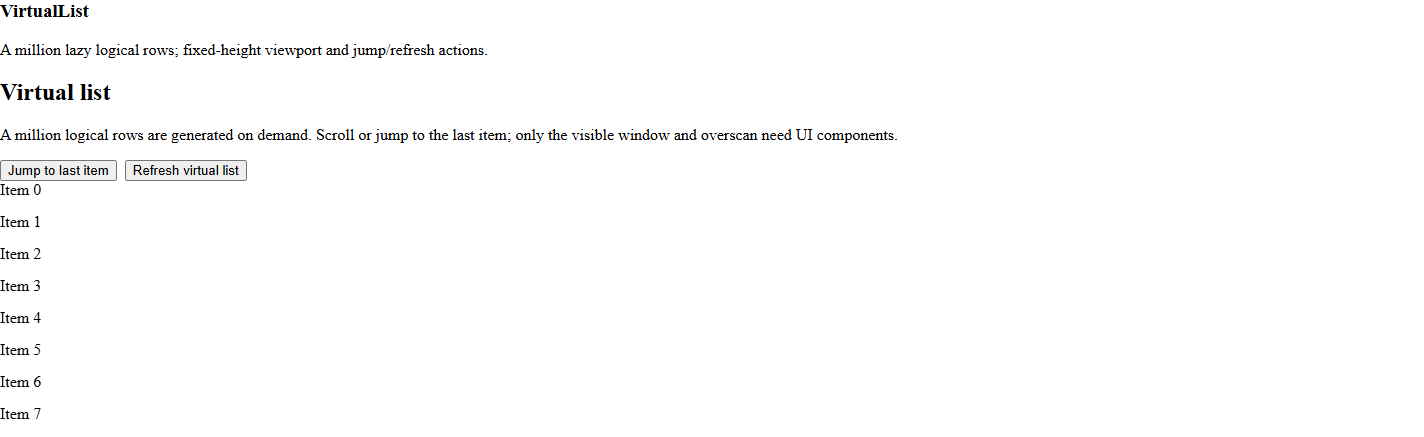 VirtualList
A million lazy logical rows; fixed-height viewport and jump/refresh actions.
Virtual list
A million logical rows are generated on demand. Scroll or jump to the last item; only the visible window and overscan need UI components.
Jump to last item Refresh virtual list
Item 0
Item 1
Item 2
Item 3
Item 4
Item 5
Item 6
Item 7